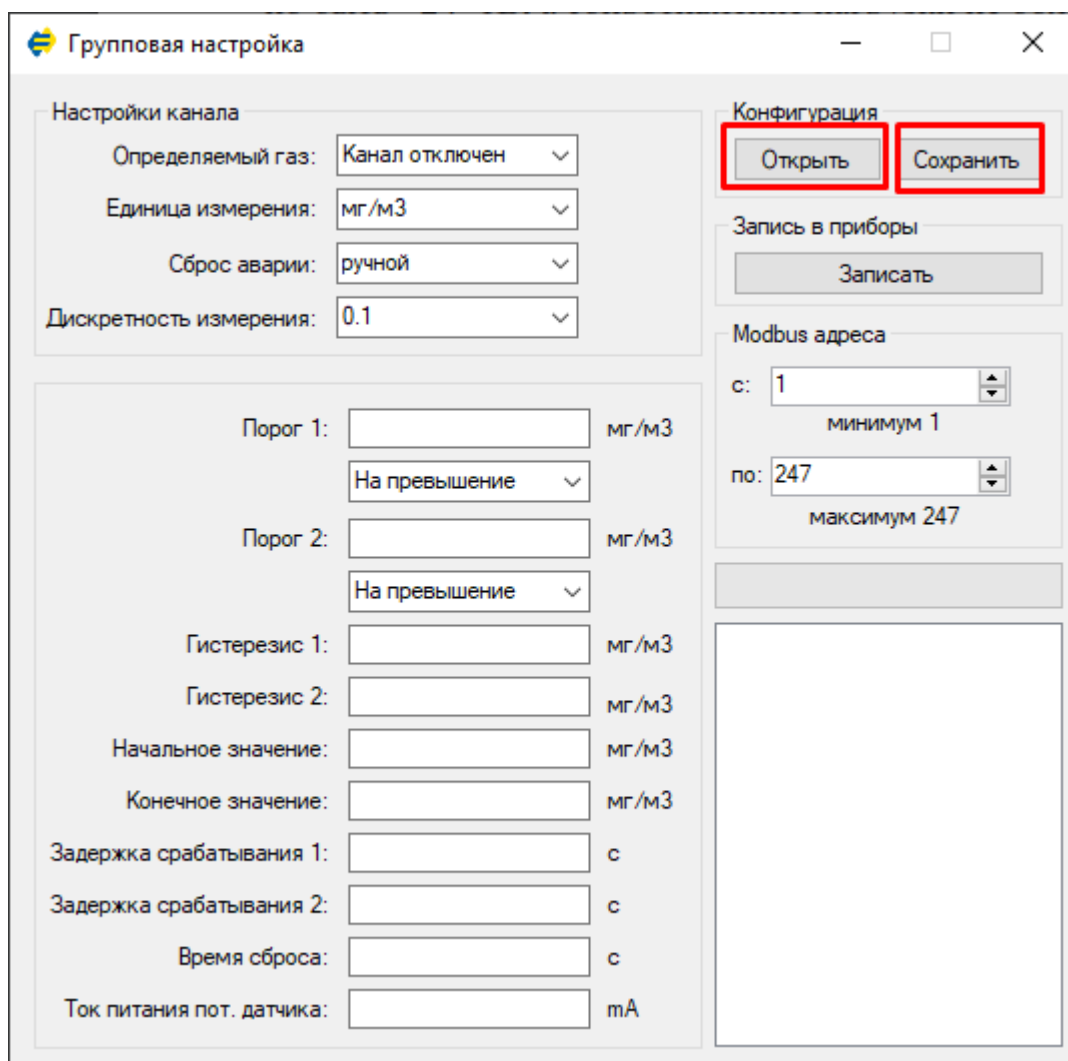 Групповая настройка
Настройки канала
Определяемый газ: Канал отключен
Единица измерения: мг/м3
Сброс аварии: ручной
Дискретность измерения: 0.1
Порог 1: мг/м3
На превышение
Порог 2: мг/м3
На превышение
Гистерезис 1: мг/м3
Гистерезис 2: мг/м3
Начальное значение: мг/м3
Конечное значение: мг/м3
Задержка срабатывания 1: с
Задержка срабатывания 2: с
Время сброса: с
Ток питания пот. датчика: mA
Конфигурация
Открыть Сохранить
Запись в приборы
Записать
Modbus адреса
с: 1
минимум 1
по: 247
максимум 247